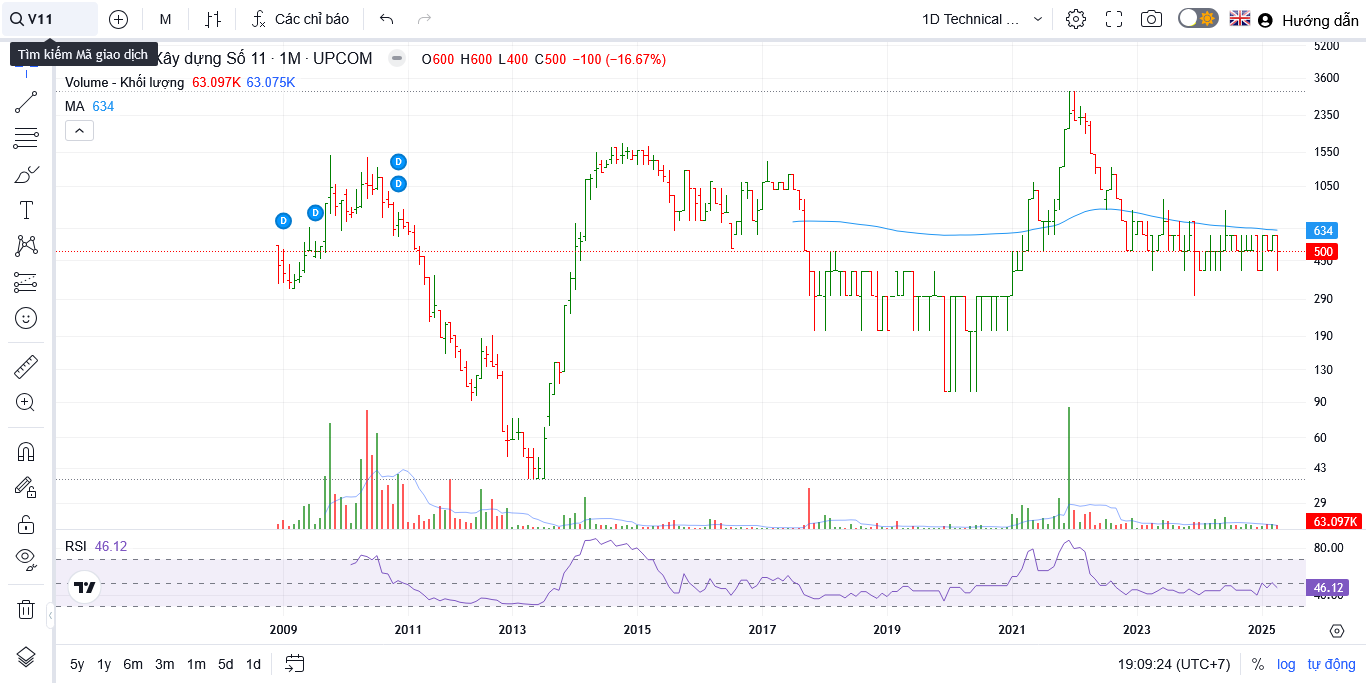 V11
M
Các chỉ báo
1D Technical ...
Hướng dẫn
Tìm kiếm Mã giao dịch
Xây dựng Số 11 · 1M · UPCOM
O600 H600 L400 C500 −100 (−16.67%)
Volume - Khối lượng 63.097K 63.075K
MA 634
D
D
D
D
5200
3600
2350
1550
1050
634
500
450
290
190
130
90
60
43
29
63.097K
RSI 46.12
80.00
46.12
40.00
2009 2011 2013 2015 2017 2019 2021 2023 2025
5y 1y 6m 3m 1m 5d 1d
19:09:24 (UTC+7) % log tự động